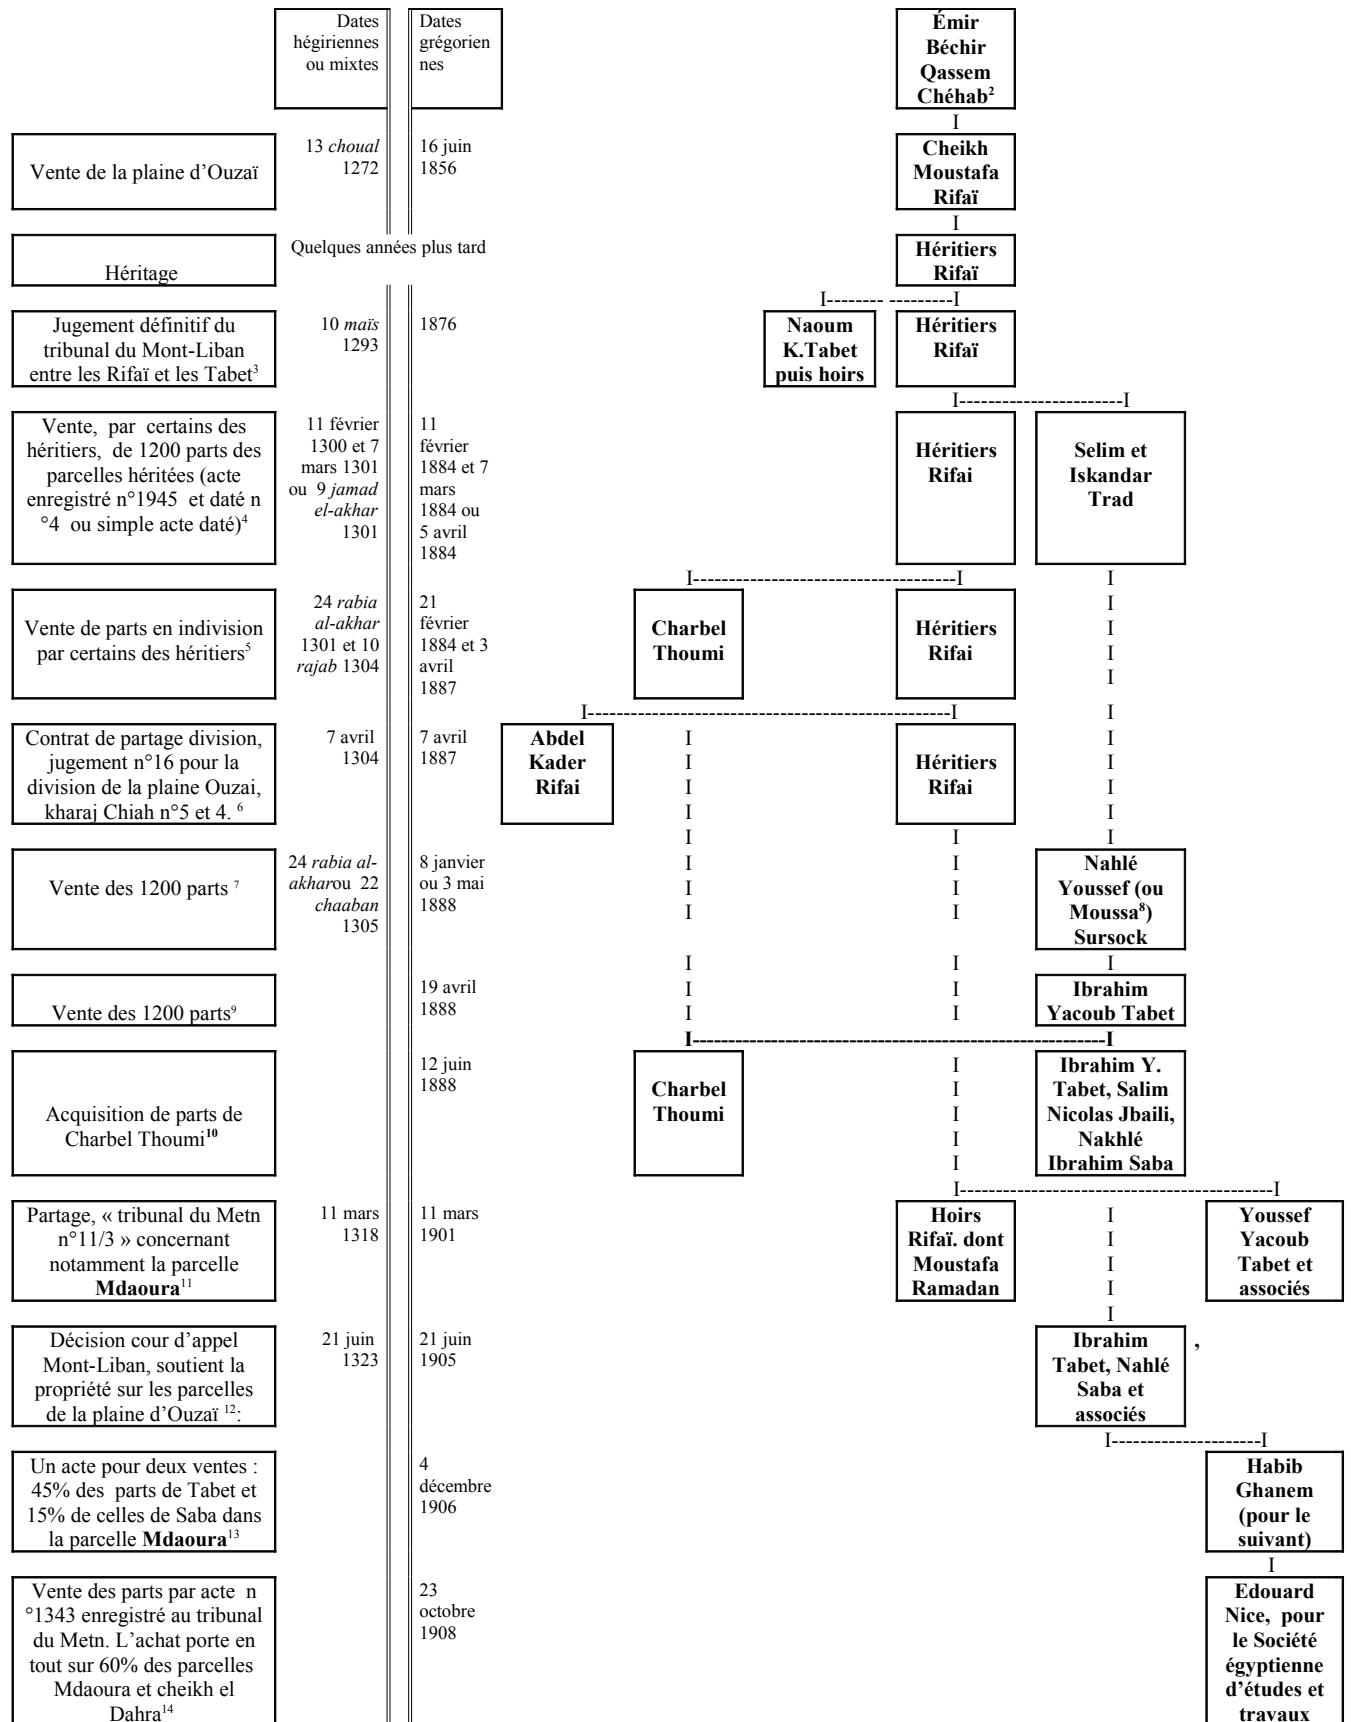 Dates
hégiriennes
ou mixtes
Dates
grégorien
nes
Émir
Béchir
Qassem
Chéhab2
I
Vente de la plaine d'Ouzaï
13 choual
1272
16 juin
1856
Cheikh
Moustafa
Rifaï
I
Héritage
Quelques années plus tard
Héritiers
Rifaï
I-------- ---------I
Jugement définitif du
tribunal du Mont-Liban
entre les Rifaï et les Tabet3
10 maïs
1293
1876
Naoum
K.Tabet
puis hoirs
Héritiers
Rifaï
I-----------------------I
Vente, par certains des
héritiers, de 1200 parts des
parcelles héritées (acte
enregistré n°1945 et daté n
°4 ou simple acte daté)4
11 février
1300 et 7
mars 1301
ou 9 jamad
el-akhar
1301
11
février
1884 et 7
mars
1884 ou
5 avril
1884
Héritiers
Rifai
Selim et
Iskandar
Trad
I-------------------------------------I I
Vente de parts en indivision
par certains des héritiers5
24 rabia
al-akhar
1301 et 10
rajab 1304
21
février
1884 et 3
avril
1887
Charbel
Thoumi
Héritiers
Rifai
I
I
I
I
I---------------------------------------------------I I
Contrat de partage division,
jugement n°16 pour la
division de la plaine Ouzai,
kharaj Chiah n°5 et 4. 6
7 avril
1304
7 avril
1887
Abdel
Kader
Rifai
I
I
I
I
Héritiers
Rifai
I
I
I
I
I I I
Vente des 1200 parts 7
24 rabia al-
akharou 22
chaaban
1305
8 janvier
ou 3 mai
1888
I
I
I
I
I
I
Nahlé
Youssef (ou
Moussa8)
Sursock
I I I
Vente des 1200 parts9
19 avril
1888
I
I
I
I
Ibrahim
Yacoub Tabet
I----------------------------------------------------------I
Acquisition de parts de
Charbel Thoumi10
12 juin
1888
Charbel
Thoumi
I
I
I
I
I
Ibrahim Y.
Tabet, Salim
Nicolas Jbaili,
Nakhlé
Ibrahim Saba
I--------------------------------------------I
Partage, « tribunal du Metn
n°11/3 » concernant
notamment la parcelle
Mdaoura11
11 mars
1318
11 mars
1901
Hoirs
Rifaï. dont
Moustafa
Ramadan
I
I
I
I
Youssef
Yacoub
Tabet et
associés
I
Décision cour d'appel
Mont-Liban, soutient la
propriété sur les parcelles
de la plaine d'Ouzaï 12:
21 juin
1323
21 juin
1905
Ibrahim
Tabet, Nahlé
Saba et
associés
,
I---------------------I
Un acte pour deux ventes :
45% des parts de Tabet et
15% de celles de Saba dans
la parcelle Mdaoura13
4
décembre
1906
Habib
Ghanem
(pour le
suivant)
I
Vente des parts par acte n
°1343 enregistré au tribunal
du Metn. L'achat porte en
tout sur 60% des parcelles
Mdaoura et cheikh el
Dahra14
23
octobre
1908
Edouard
Nice, pour
le Société
égyptienne
d'études et
travaux